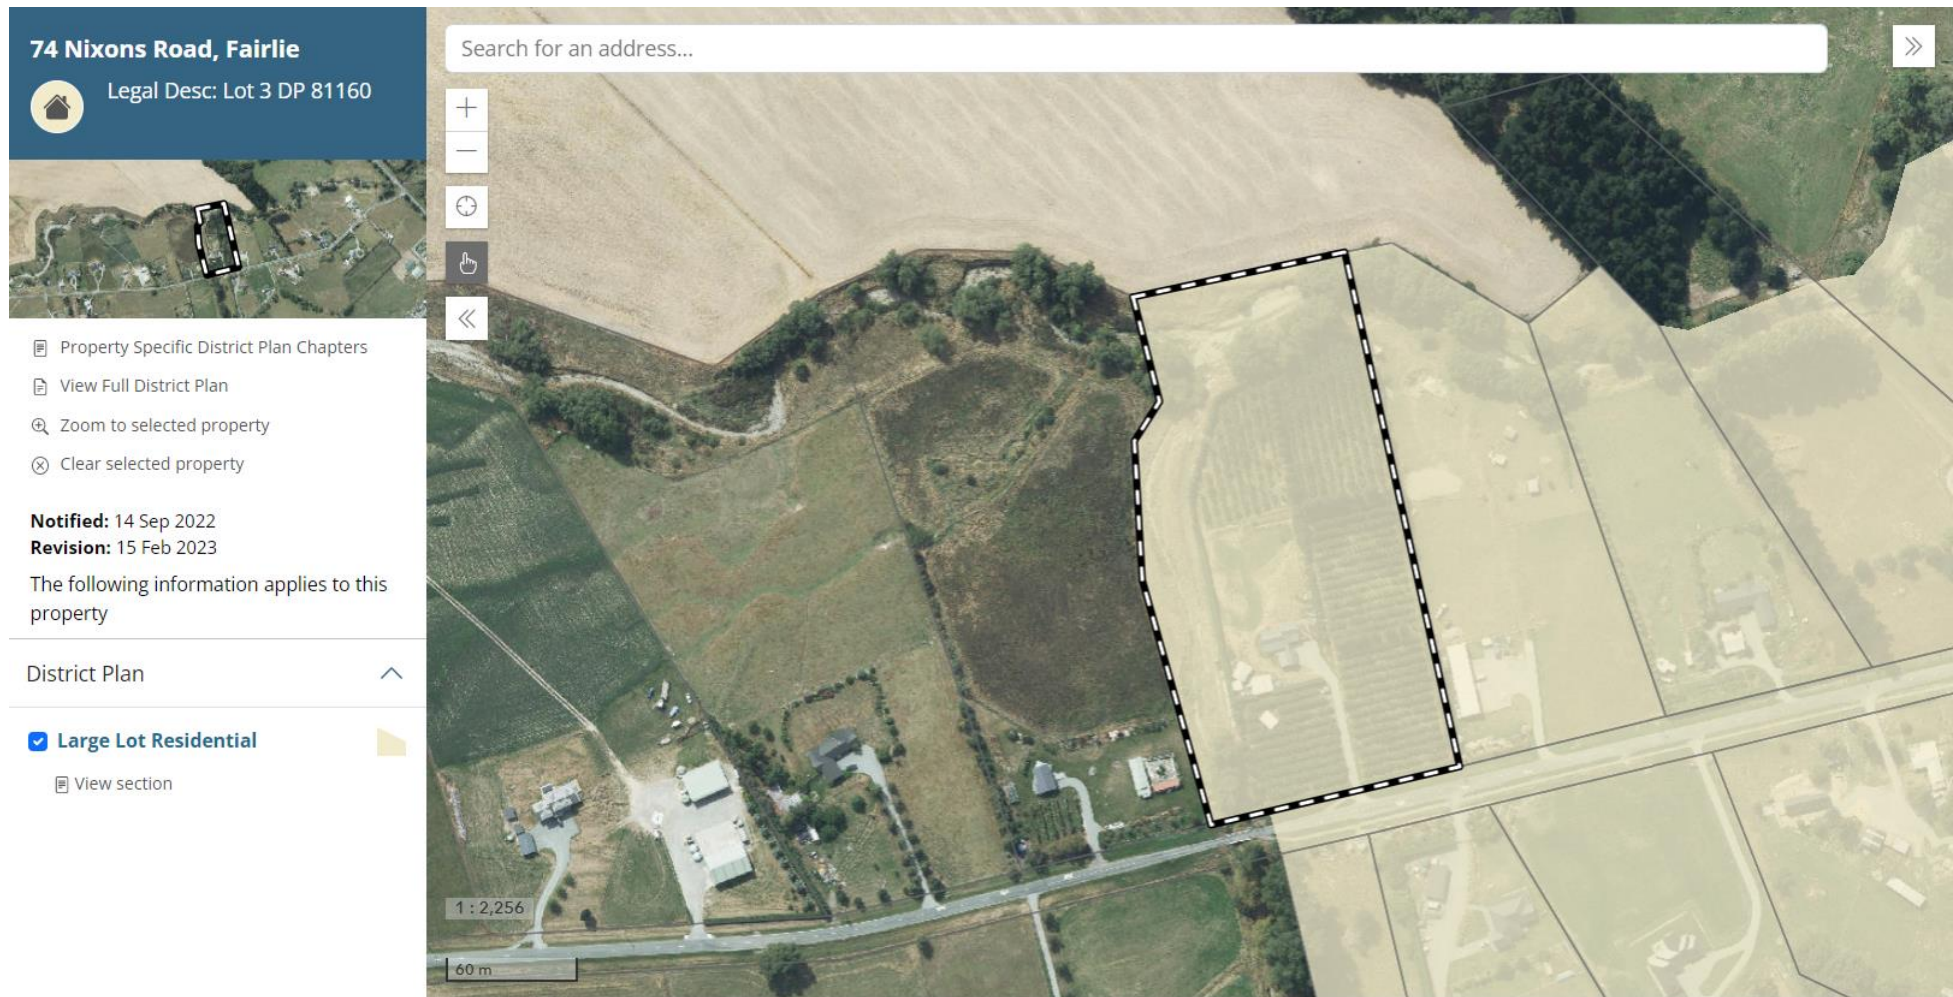 74 Nixons Road, Fairlie
Legal Desc: Lot 3 DP 81160
Property Specific District Plan Chapters
View Full District Plan
Zoom to selected property
Clear selected property
Notified: 14 Sep 2022
Revision: 15 Feb 2023
The following information applies to this
property
District Plan
Large Lot Residential
View section
Search for an address...
1 : 2,256
60 m